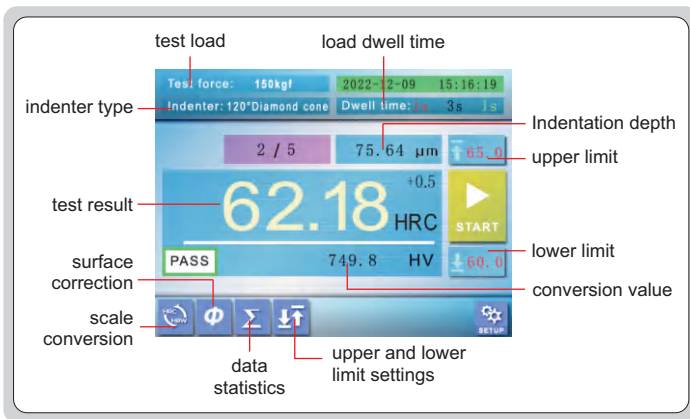 test load
load dwell time
Test force: 150kgf
2022-12-09 15:16:19
indenter type
Indenter: 120°Diamond cone
Dwell time: 1s 3s 1s
Indentation depth
2 / 5
75.64 μm
65.0
upper limit
+0.5
test result
62.18 HRC
START
lower limit
surface
correction
PASS
749.8 HV
60.0
conversion value
scale
conversion
HRC
HBW
Φ
Σ
SETUP
data
statistics
upper and lower
limit settings